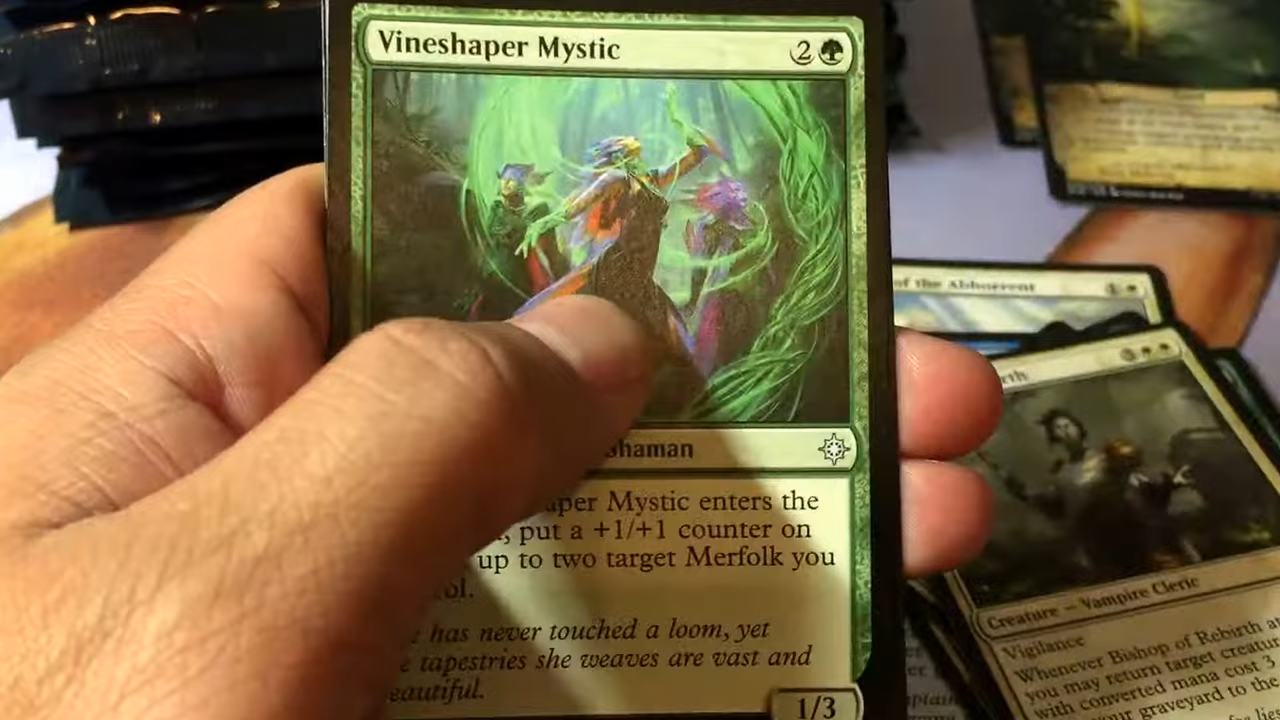 Vineshaper Mystic 2
Shaman
aper Mystic enters the
, put a +1/+1 counter on
up to two target Merfolk you
ol.
has never touched a loom, yet
tapestries she weaves are vast and
eautiful.
1/3
of the Abhorrent
rth
Creature – Vampire Cleric
Vigilance
Whenever Bishop of Rebirth a
you may return target creatur
with converted mana cost 3
our graveyard to the